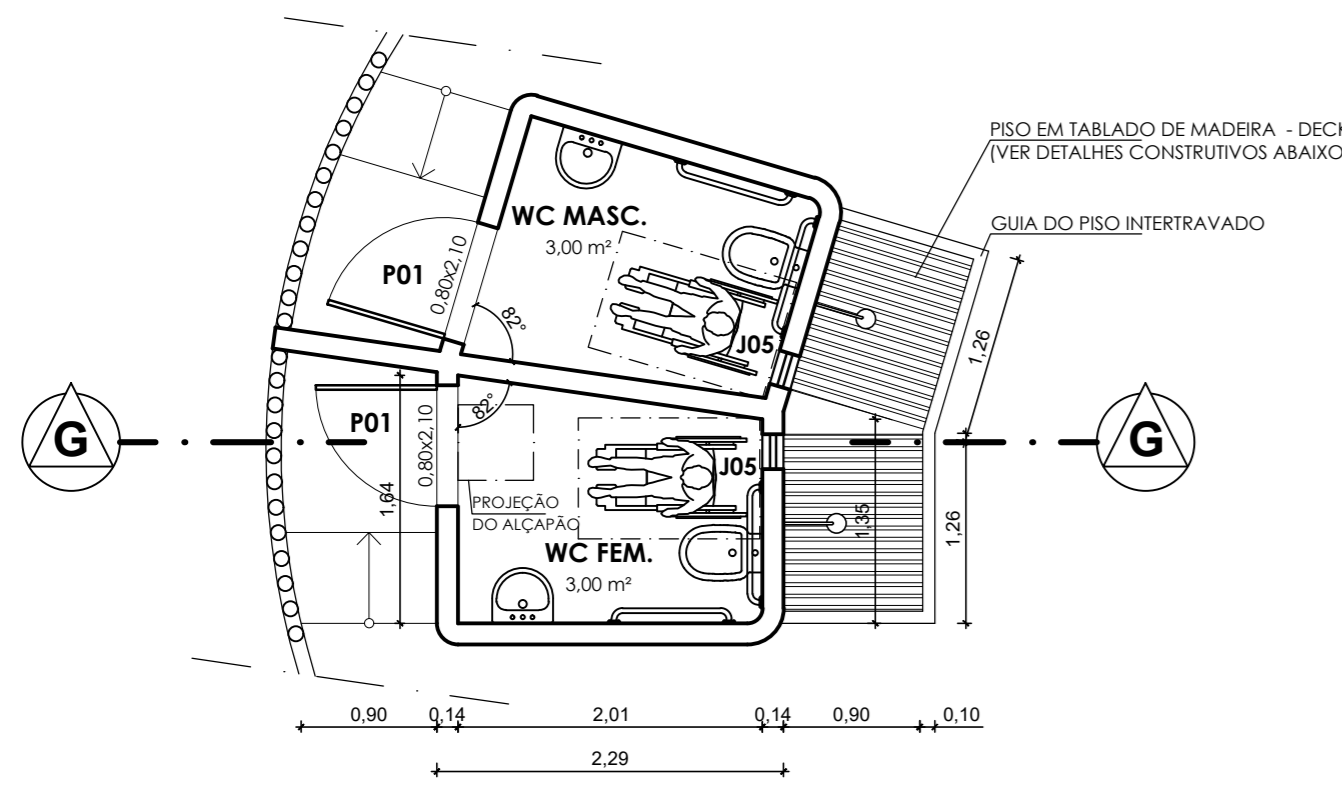 PISO EM TABLADO DE MADEIRA - DECK
(VER DETALHES CONSTRUTIVOS ABAIXO
GUIA DO PISO INTERTRAVADO
WC MASC.
3,00 m²
P01
0,80x2,10
82°
J05
1,26
G
P01
0,80x2,10
82°
J05
G
1,64
PROJEÇÃO
DO ALÇAPÃO
1,35
1,26
WC FEM.
3,00 m²
0,90
0,14
2,01
0,14
0,90
0,10
2,29